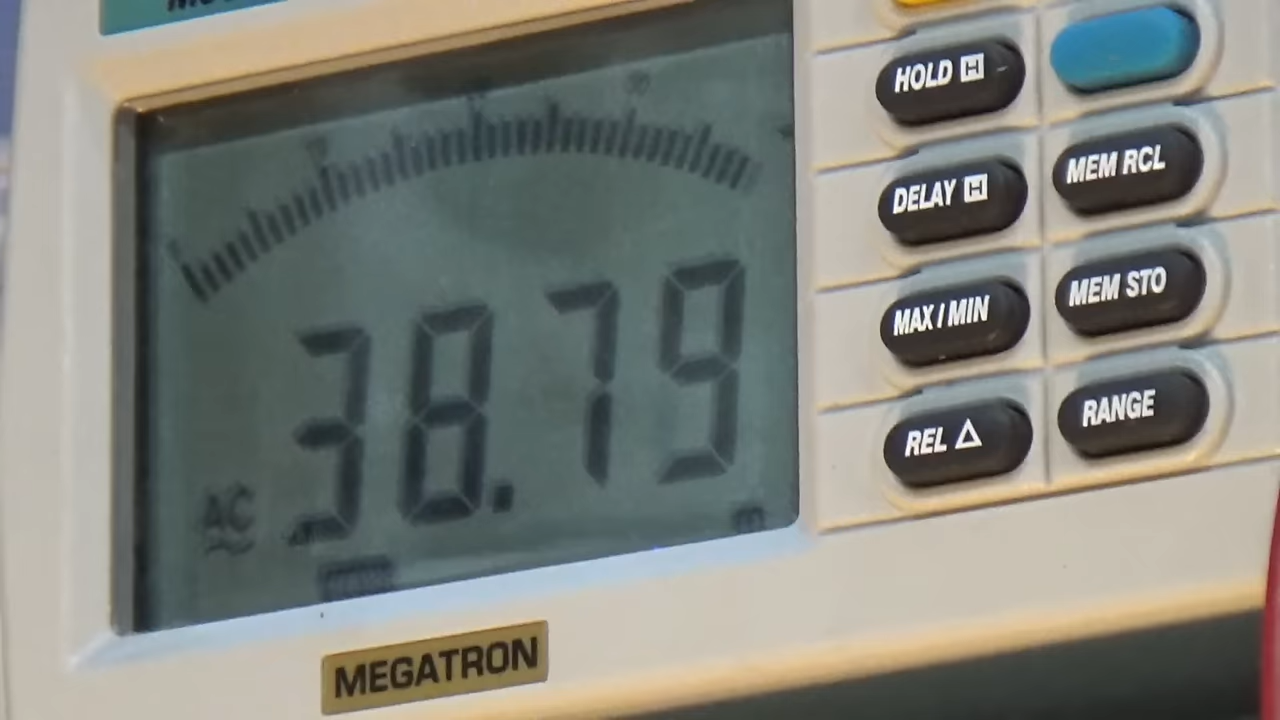 HOLD H
DELAY H
MEM RCL
MAX / MIN
MEM STO
REL △
RANGE
38.79
AC
MEGATRON